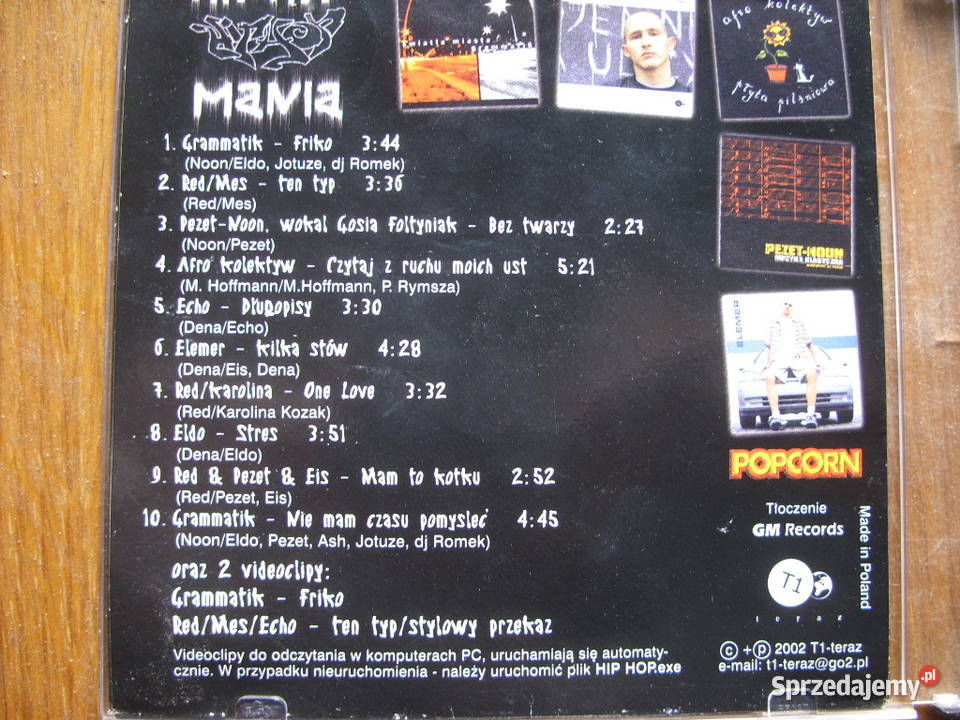 Mania
światła miasta
grammatik
afro kolektyw
płyta pilśniowa
1. Grammatik - Friko 3:44
(Noon/Eldo, Jotuze, dj Romek)
2. Red/Mes - ten typ 3:36
(Red/Mes)
3. Pezet-Noon, wokal Gosia Foltyniak - Bez twarzy 2:27
(Noon/Pezet)
4. Afro Kolektyw - Czytaj z ruchu moich ust 5:21
(M. Hoffmann/M.Hoffmann, P. Rymsza)
5. Echo - Długopisy 3:30
(Dena/Echo)
6. Elemer - kilka stów 4:28
(Dena/Eis, Dena)
7. Red/Karolina - One Love 3:32
(Red/Karolina Kozak)
8. Eldo - Stres 3:51
(Dena/Eldo)
9. Red & Pezet & Eis - Mam to kotku 2:52
(Red/Pezet, Eis)
10. Grammatik - Nie mam czasu pomysleć 4:45
(Noon/Eldo, Pezet, Ash, Jotuze, dj Romek)
oraz 2 videoclipy:
Grammatik - Friko
Red/Mes/Echo - ten typ/stylowy przekaz
Videoclipy do odczytania w komputerach PC, uruchamiają się automaty-
cznie. W przypadku nieuruchomienia - należy uruchomić plik HIP HOP.exe
PEZET-NOON
MUZYKA KLASYCZNA
ELEMER
POPCORN
Tłoczenie
GM Records
Made in Poland
T1
teraz
© + ℗ 2002 T1-teraz
e-mail: t1-teraz@go2.pl
Sprzedajemy.pl